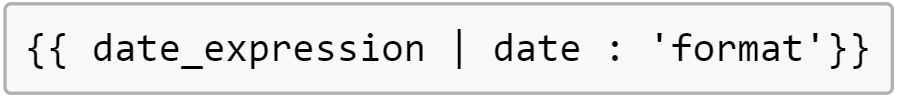 {{ date_expression | date : 'format'}}